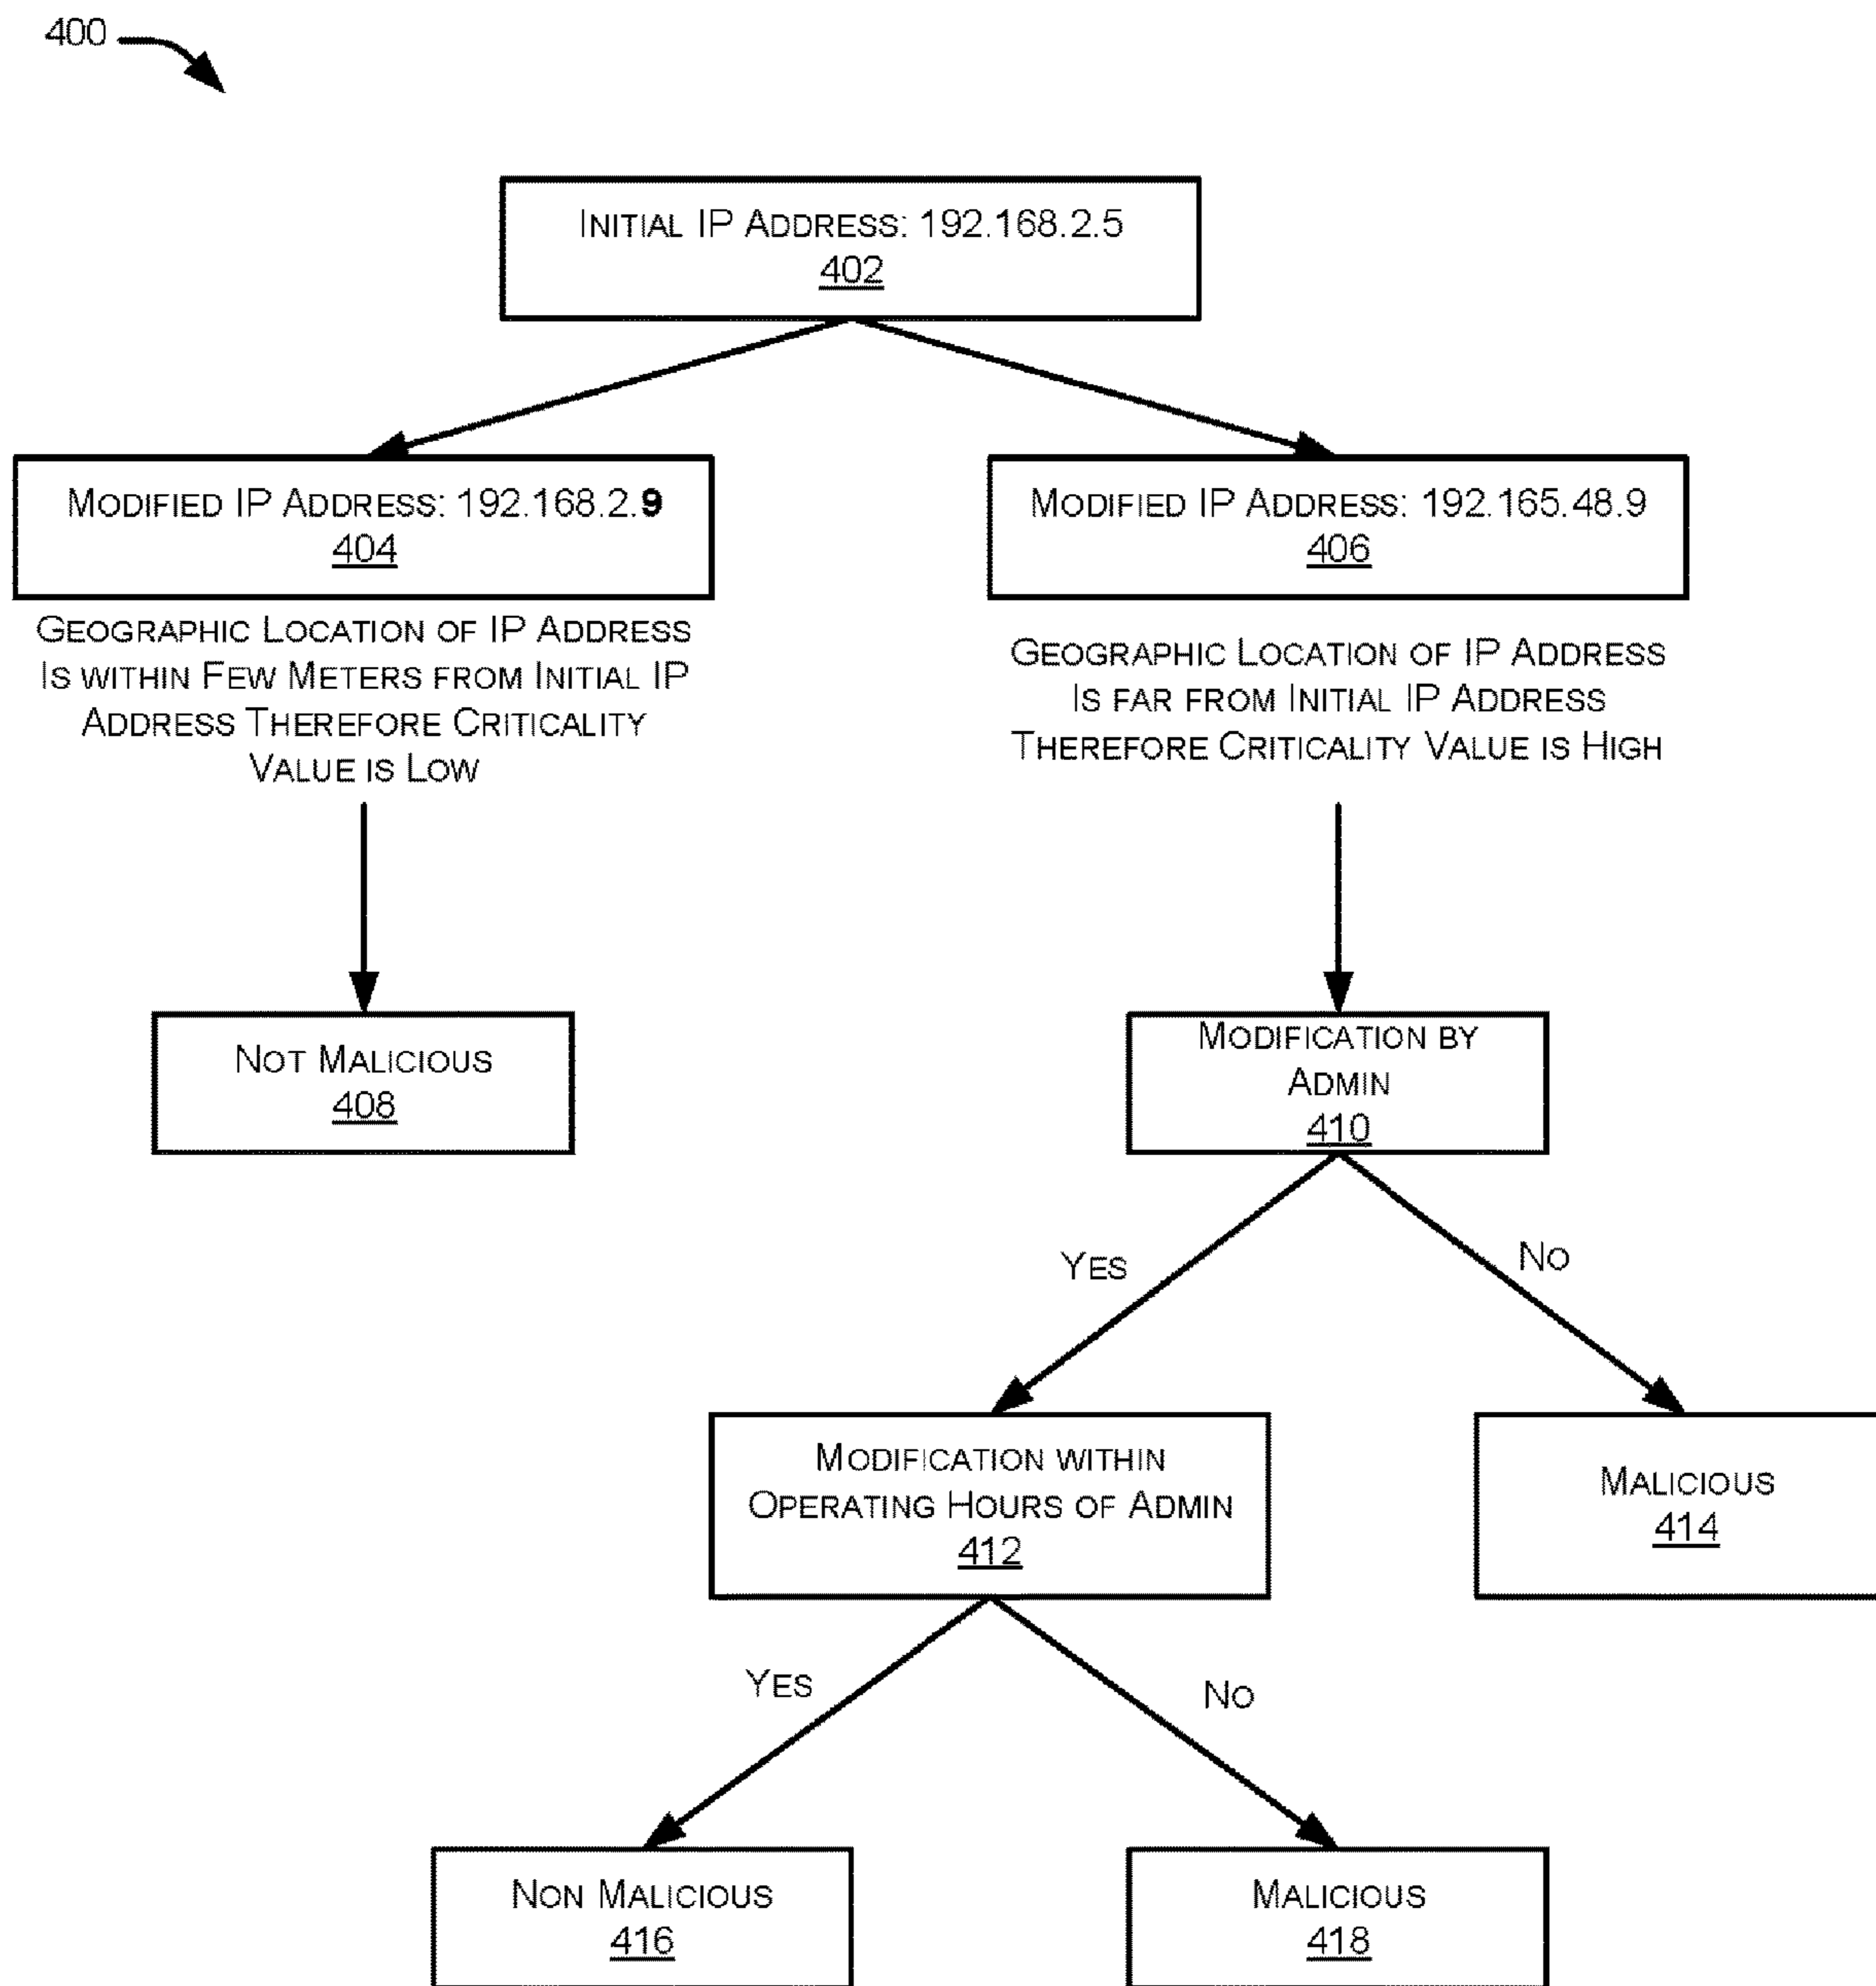 400
INITIAL IP ADDRESS: 192.168.2.5
402
MODIFIED IP ADDRESS: 192.168.2.9
404
MODIFIED IP ADDRESS: 192.165.48.9
406
GEOGRAPHIC LOCATION OF IP ADDRESS
IS WITHIN FEW METERS FROM INITIAL IP
ADDRESS THEREFORE CRITICALITY
VALUE IS LOW
GEOGRAPHIC LOCATION OF IP ADDRESS
IS FAR FROM INITIAL IP ADDRESS
THEREFORE CRITICALITY VALUE IS HIGH
NOT MALICIOUS
408
MODIFICATION BY
ADMIN
410
YES
NO
MODIFICATION WITHIN
OPERATING HOURS OF ADMIN
412
MALICIOUS
414
YES
NO
NON MALICIOUS
416
MALICIOUS
418